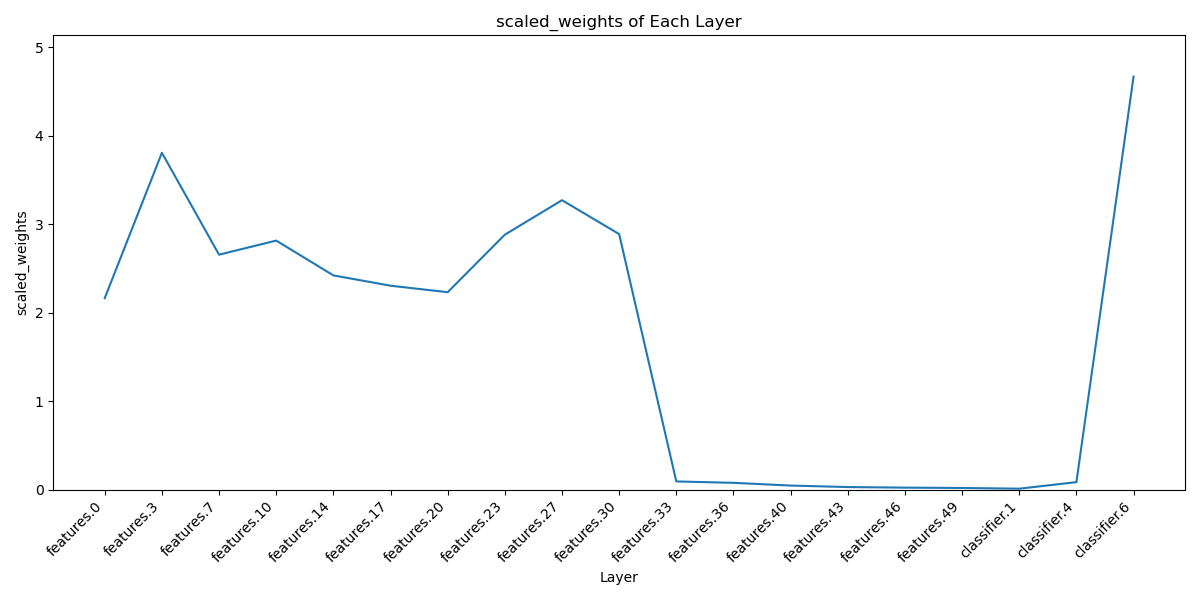 scaled_weights of Each Layer
scaled_weights
5
4
3
2
1
0
features.0
features.3
features.7
features.10
features.14
features.17
features.20
features.23
features.27
features.30
features.33
features.36
features.40
features.43
features.46
features.49
classifier.1
classifier.4
classifier.6
Layer